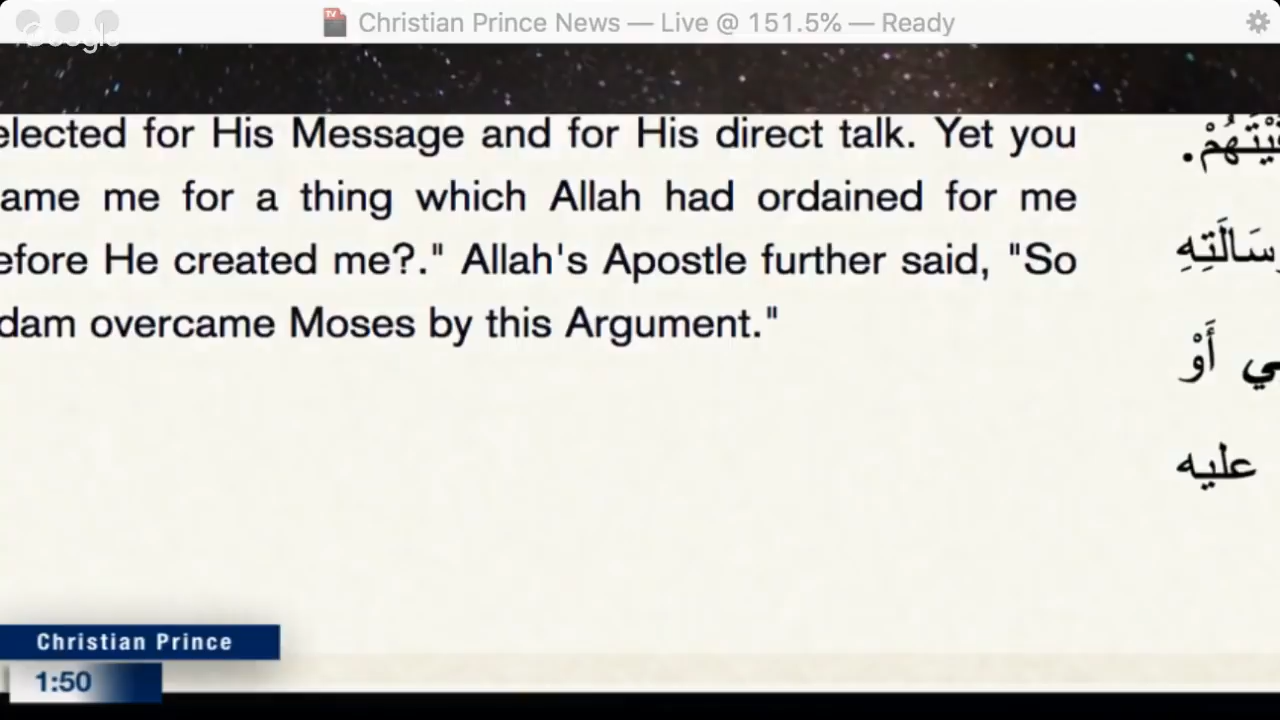 Christian Prince News — Live @ 151.5% — Ready
Google
elected for His Message and for His direct talk. Yet you
ame me for a thing which Allah had ordained for me
efore He created me?." Allah's Apostle further said, "So
dam overcame Moses by this Argument."
سَالَتِهِ
أَوْ
عليه
Christian Prince
1:50